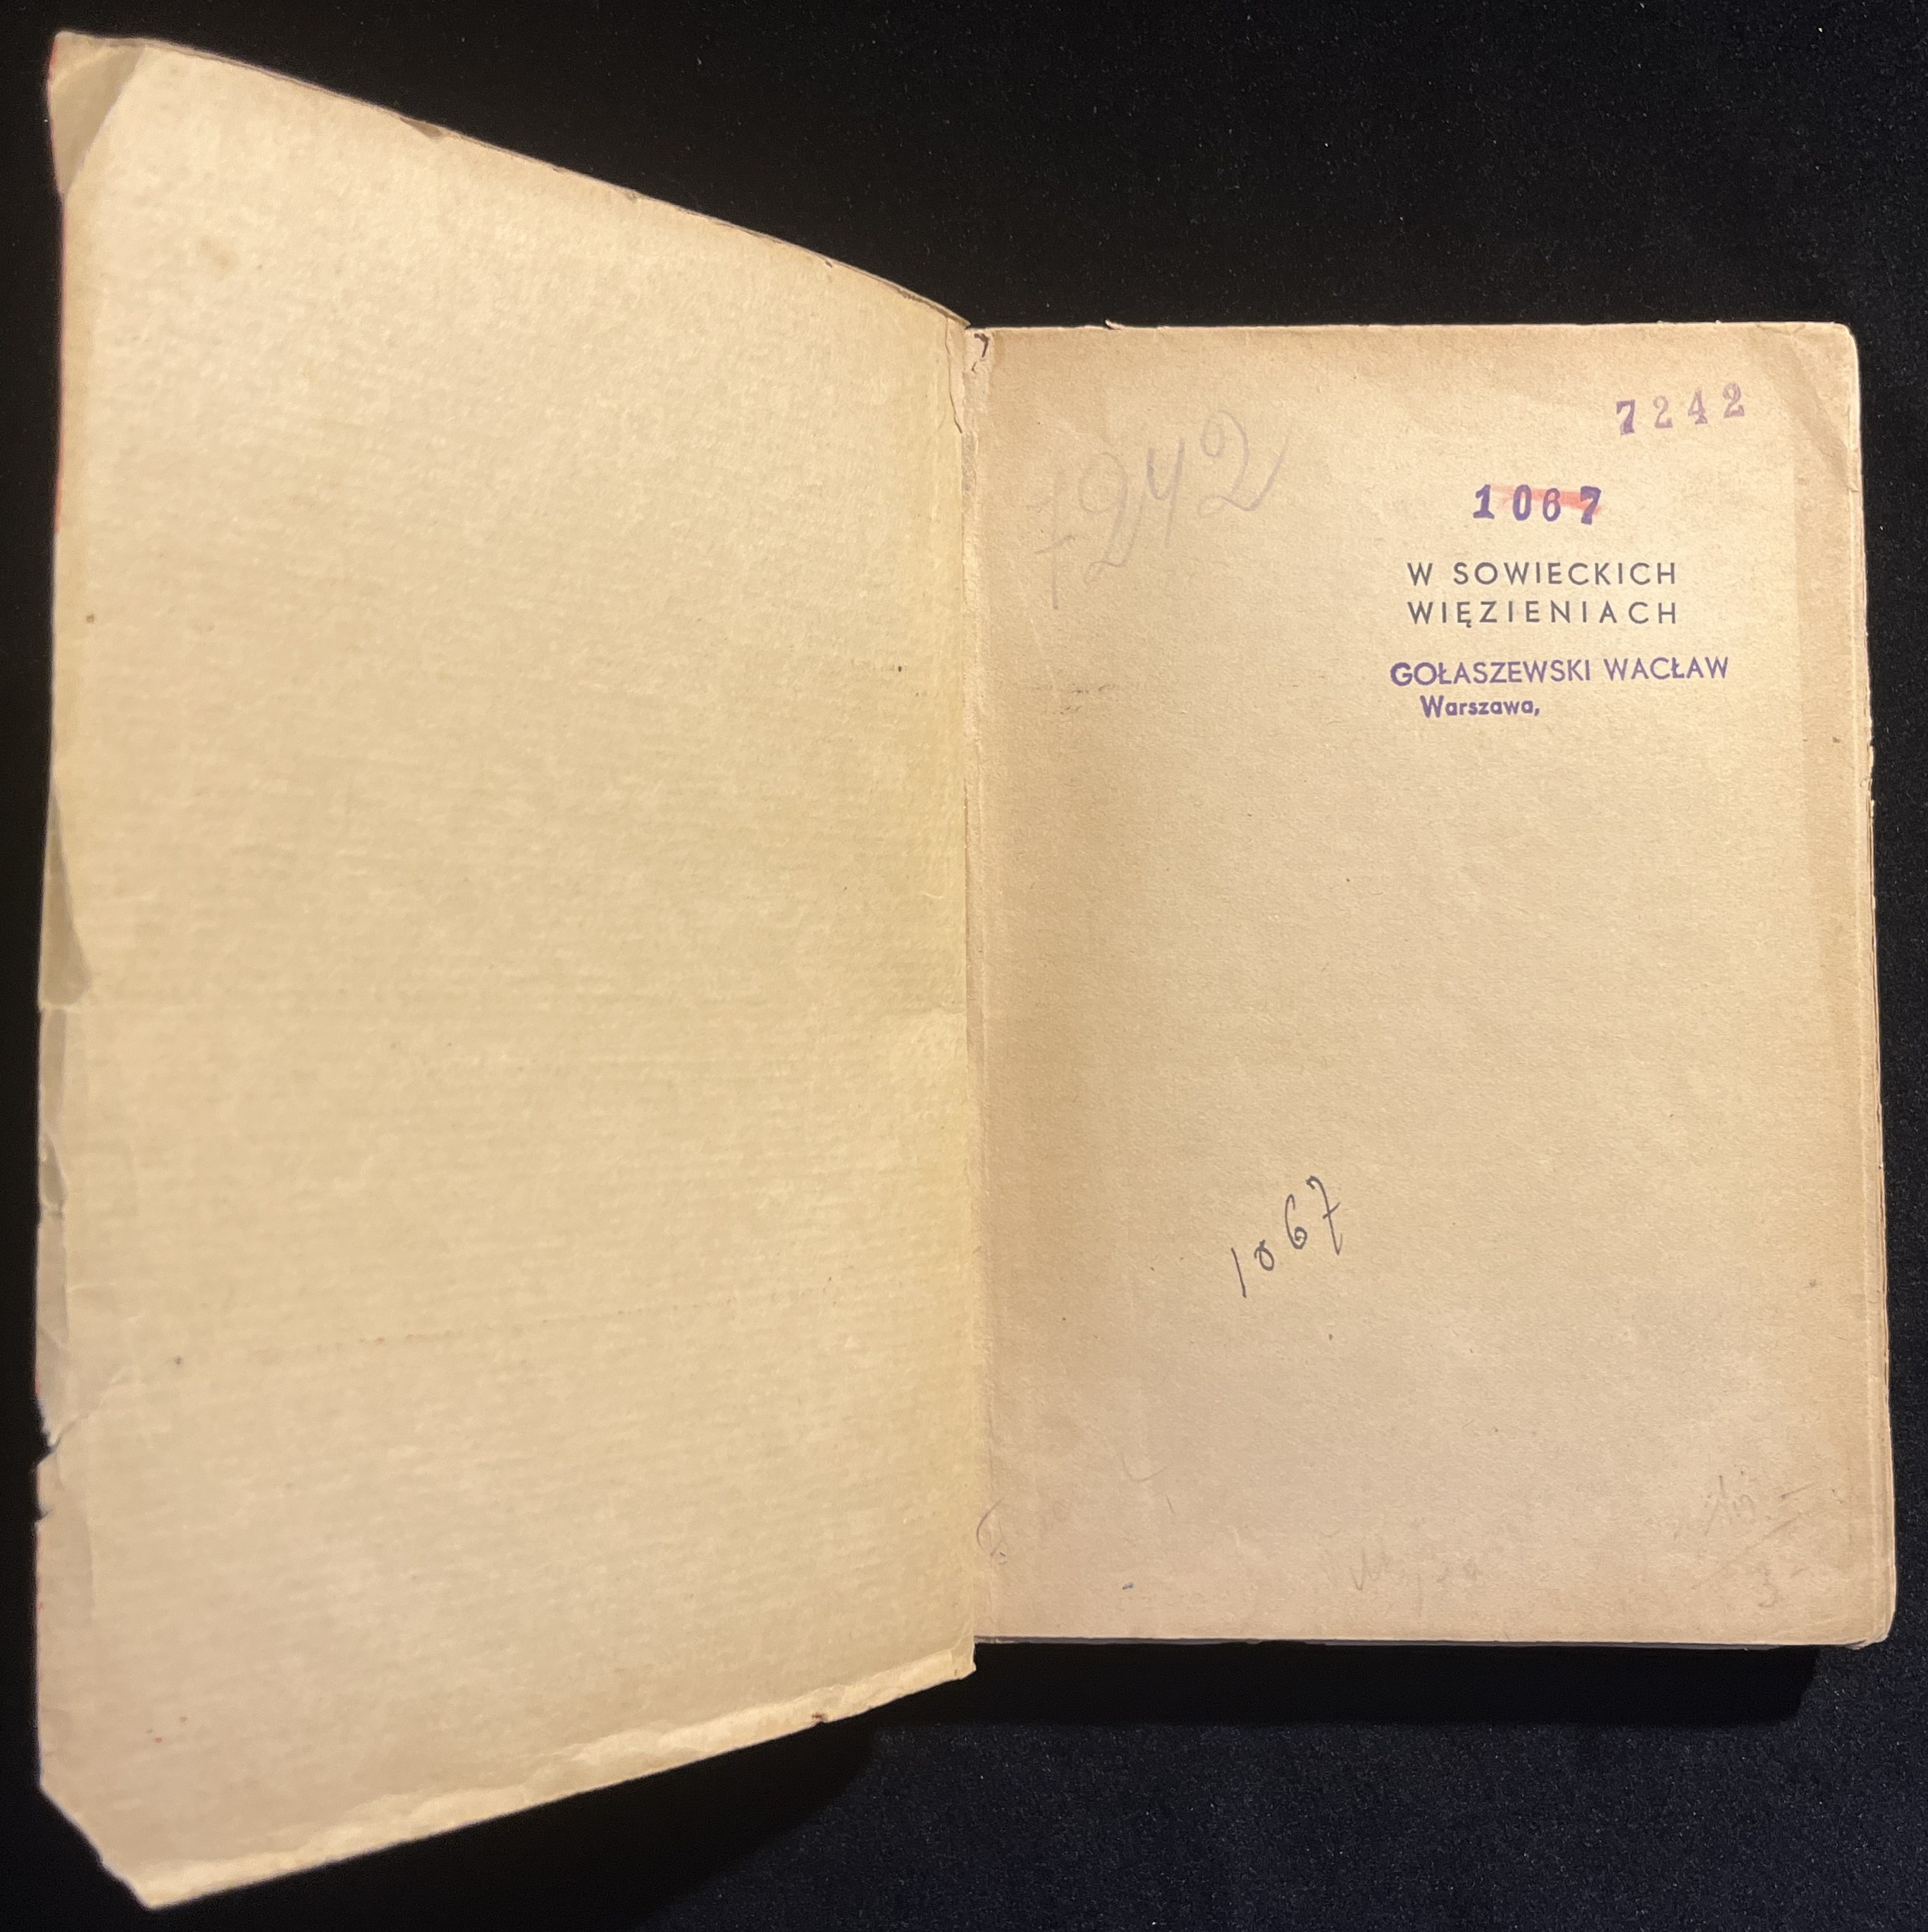 7242
7242
1067
W SOWIECKICH
WIĘZIENIACH
GOŁASZEWSKI WACŁAW
Warszawa,
1067